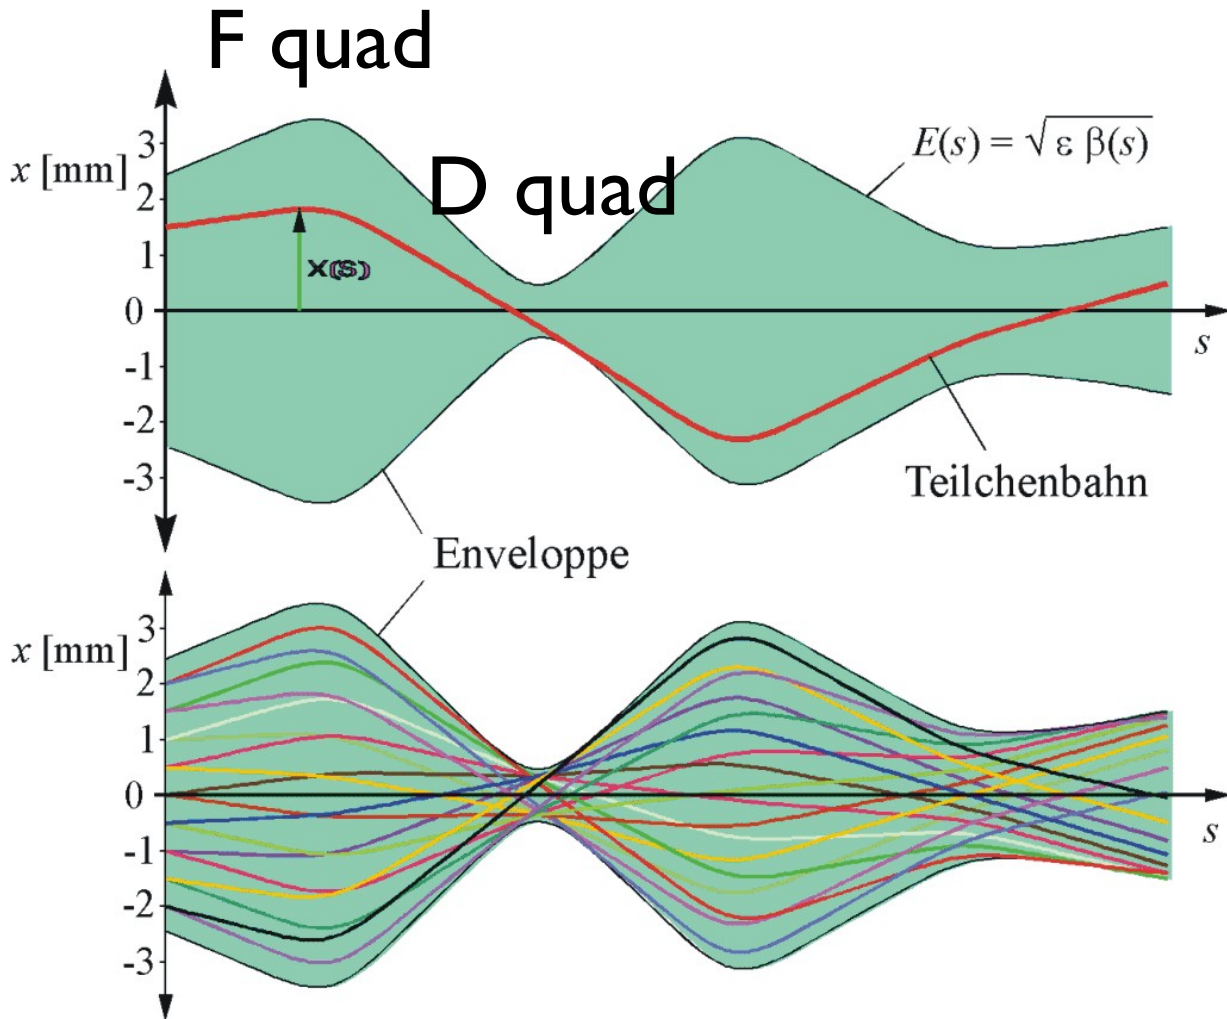 F quad
D quad
E(s) = √ε β(s)
x [mm]
3
2
1
0
-1
-2
-3
x(s)
s
Teilchenbahn
Enveloppe
x [mm]
3
2
1
0
-1
-2
-3
s